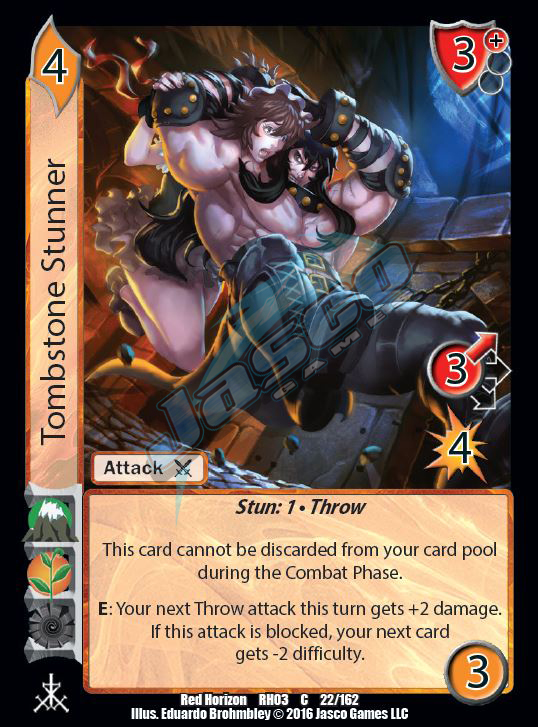 4
3
+
Tombstone Stunner
Jasco
GAMES
3
4
Attack
Stun: 1 • Throw
This card cannot be discarded from your card pool
during the Combat Phase.
E: Your next Throw attack this turn gets +2 damage.
If this attack is blocked, your next card
gets -2 difficulty.
3
Red Horizon RH03 C 22/162
Illus. Eduardo Brohmbley © 2016 Jasco Games LLC